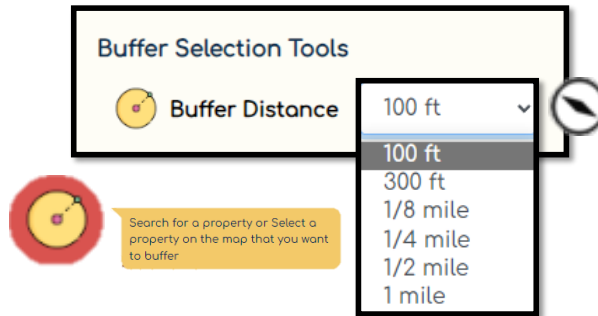 Buffer Selection Tools
Buffer Distance
100 ft
100 ft
300 ft
1/8 mile
1/4 mile
1/2 mile
1 mile
Search for a property or Select a
property on the map that you want
to buffer